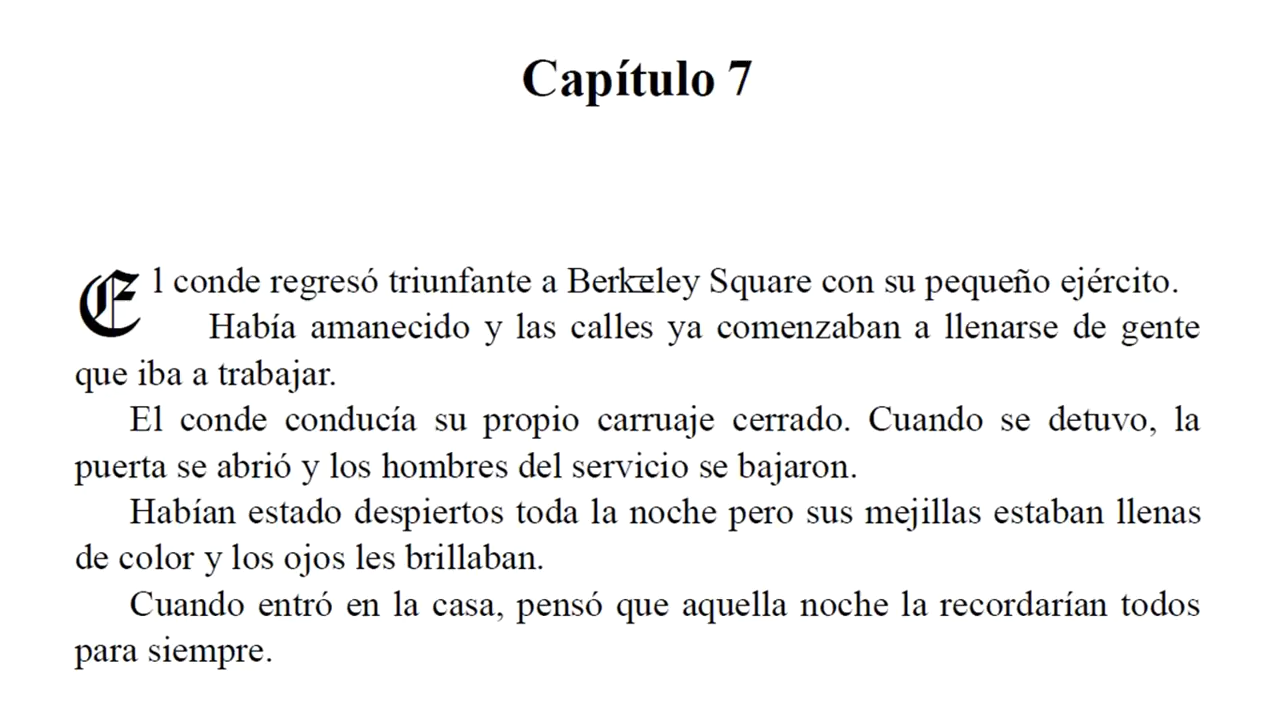 Capítulo 7
El conde regresó triunfante a Berkeley Square con su pequeño ejército.
Había amanecido y las calles ya comenzaban a llenarse de gente
que iba a trabajar.
El conde conducía su propio carruaje cerrado. Cuando se detuvo, la
puerta se abrió y los hombres del servicio se bajaron.
Habían estado despiertos toda la noche pero sus mejillas estaban llenas
de color y los ojos les brillaban.
Cuando entró en la casa, pensó que aquella noche la recordarían todos
para siempre.